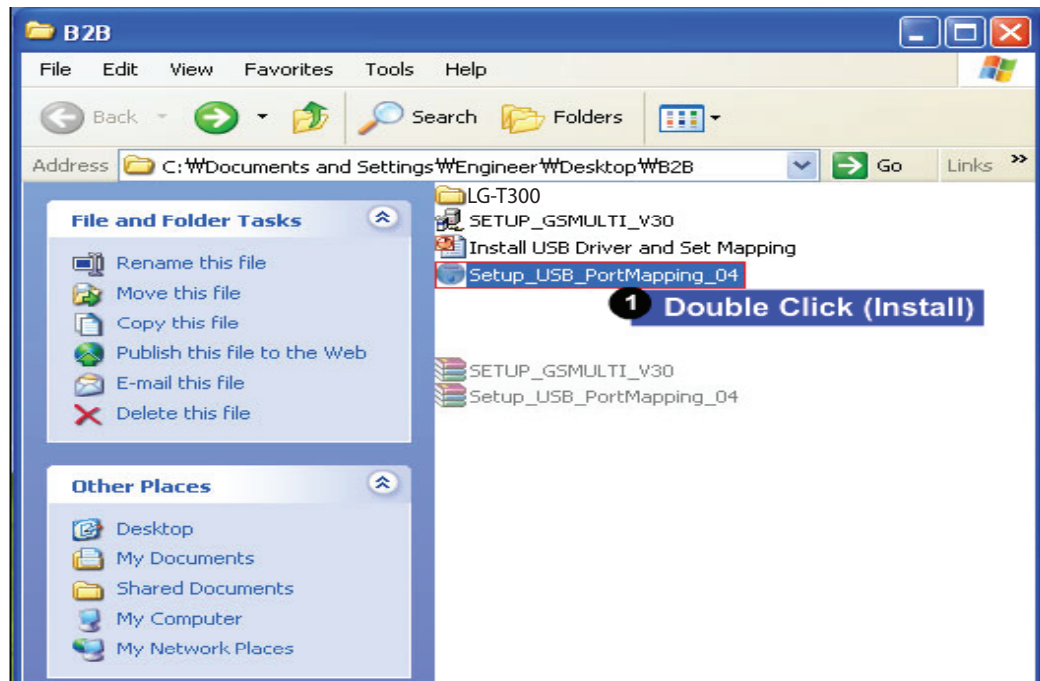 B2B
File Edit View Favorites Tools Help
Back Search Folders
Address C:₩Documents and Settings₩Engineer₩Desktop₩B2B Go Links »
File and Folder Tasks
Rename this file
Move this file
Copy this file
Publish this file to the Web
E-mail this file
Delete this file
Other Places
Desktop
My Documents
Shared Documents
My Computer
My Network Places
LG-T300
SETUP_GSMULTI_V30
Install USB Driver and Set Mapping
Setup_USB_PortMapping_04
1 Double Click (Install)
SETUP_GSMULTI_V30
Setup_USB_PortMapping_04